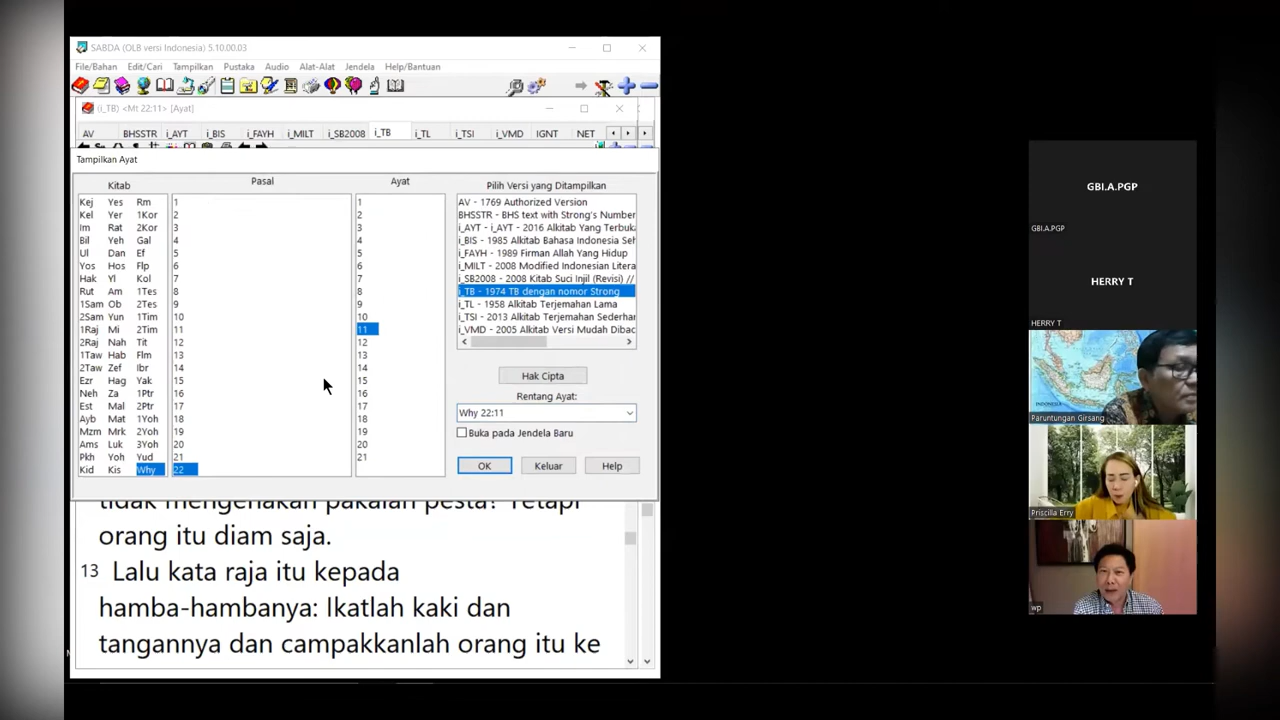 SABDA (OLB versi Indonesia) 5.10.00.03
File/Bahan Edit/Cari Tampilkan Pustaka Audio Alat-Alat Jendela Help/Bantuan
(i_TB) <Mt 22:11> [Ayat]
AV BHSSTR i_AYT i_BIS i_FAYH i_MILT i_SB2008 i_TB i_TL i_TSI i_VMD IGNT NET
Tampilkan Ayat
Kitab Pasal Ayat Pilih Versi yang Ditampilkan
Kej Yes Rm 1 1 AV - 1769 Authorized Version
Kel Yer 1Kor 2 2 BHSSTR - BHS text with Strong's Number
Im Rat 2Kor 3 3 i_AYT - i_AYT - 2016 Alkitab Yang Terbuka
Bil Yeh Gal 4 4 i_BIS - 1985 Alkitab Bahasa Indonesia Seh
Ul Dan Ef 5 5 i_FAYH - 1989 Firman Allah Yang Hidup
Yos Hos Flp 6 6 i_MILT - 2008 Modified Indonesian Litera
Hak Yl Kol 7 7 i_SB2008 - 2008 Kitab Suci Injil (Revisi) //
Rut Am 1Tes 8 8 i_TB - 1974 TB dengan nomor Strong
1Sam Ob 2Tes 9 9 i_TL - 1958 Alkitab Terjemahan Lama
2Sam Yun 1Tim 10 10 i_TSI - 2013 Alkitab Terjemahan Sederhar
1Raj Mi 2Tim 11 11 i_VMD - 2005 Alkitab Versi Mudah Dibac
2Raj Nah Tit 12 12
1Taw Hab Flm 13 13
2Taw Zef Ibr 14 14
Ezr Hag Yak 15 15 Hak Cipta
Neh Za 1Ptr 16 16 Rentang Ayat:
Est Mal 2Ptr 17 17 Why 22:11
Ayb Mat 1Yoh 18 18
Mzm Mrk 2Yoh 19 19 Buka pada Jendela Baru
Ams Luk 3Yoh 20 20
Pkh Yoh Yud 21 21
Kid Kis Why 22 OK Keluar Help
tidak mengenakan pakaian pesta? Tetapi
orang itu diam saja.
13 Lalu kata raja itu kepada
hamba-hambanya: Ikatlah kaki dan
tangannya dan campakkanlah orang itu ke
GBI.A.PGP
GBI.A.PGP
HERRY T
HERRY T
INDONESIA
Paruntungan Girsang
Priscilla Erry
wp